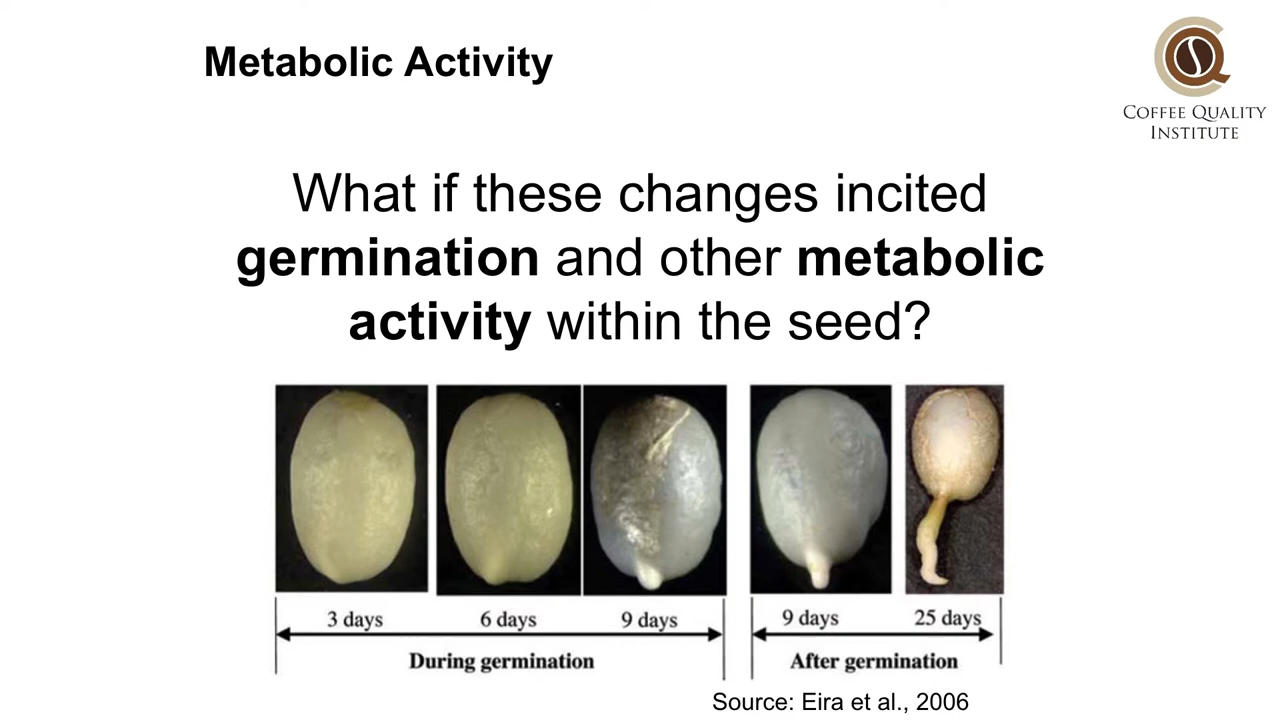 Metabolic Activity
COFFEE QUALITY
INSTITUTE
What if these changes incited
germination and other metabolic
activity within the seed?
3 days 6 days 9 days 9 days 25 days
During germination After germination
Source: Eira et al., 2006